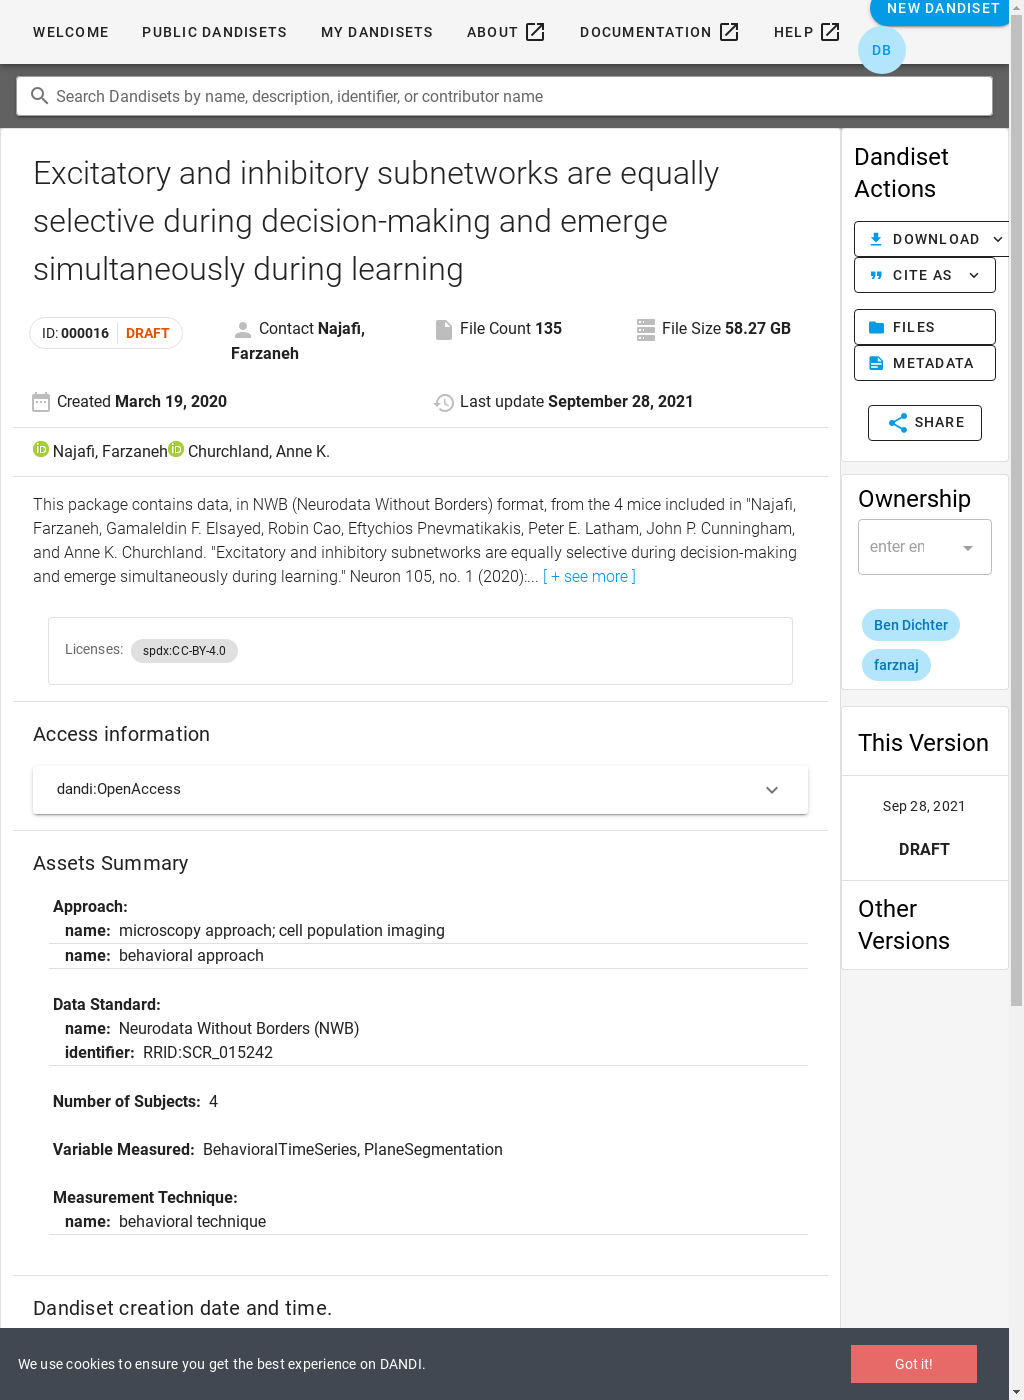 WELCOME PUBLIC DANDISETS MY DANDISETS ABOUT DOCUMENTATION HELP NEW DANDISET
DB
Search Dandisets by name, description, identifier, or contributor name
Excitatory and inhibitory subnetworks are equally
selective during decision-making and emerge
simultaneously during learning
ID: 000016 DRAFT
Contact Najafi,
Farzaneh
File Count 135
File Size 58.27 GB
Created March 19, 2020
Last update September 28, 2021
Najafi, Farzaneh Churchland, Anne K.
This package contains data, in NWB (Neurodata Without Borders) format, from the 4 mice included in "Najafi,
Farzaneh, Gamaleldin F. Elsayed, Robin Cao, Eftychios Pnevmatikakis, Peter E. Latham, John P. Cunningham,
and Anne K. Churchland. "Excitatory and inhibitory subnetworks are equally selective during decision-making
and emerge simultaneously during learning." Neuron 105, no. 1 (2020):... [ + see more ]
Licenses: spdx:CC-BY-4.0
Access information
dandi:OpenAccess
Assets Summary
Approach:
name: microscopy approach; cell population imaging
name: behavioral approach
Data Standard:
name: Neurodata Without Borders (NWB)
identifier: RRID:SCR_015242
Number of Subjects: 4
Variable Measured: BehavioralTimeSeries, PlaneSegmentation
Measurement Technique:
name: behavioral technique
Dandiset creation date and time.
Dandiset
Actions
DOWNLOAD
CITE AS
FILES
METADATA
SHARE
Ownership
enter en
Ben Dichter
farznaj
This Version
Sep 28, 2021
DRAFT
Other
Versions
We use cookies to ensure you get the best experience on DANDI.
Got it!